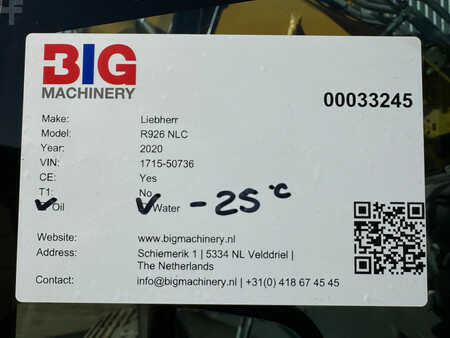 BIG
MACHINERY
00033245
Make: Liebherr
Model: R926 NLC
Year: 2020
VIN: 1715-50736
CE: Yes
T1: No
✓ Oil ✓ Water -25°C
Website: www.bigmachinery.nl
Address: Schiemerik 1 | 5334 NL Velddriel |
The Netherlands
Contact: info@bigmachinery.nl | +31(0) 418 67 45 45